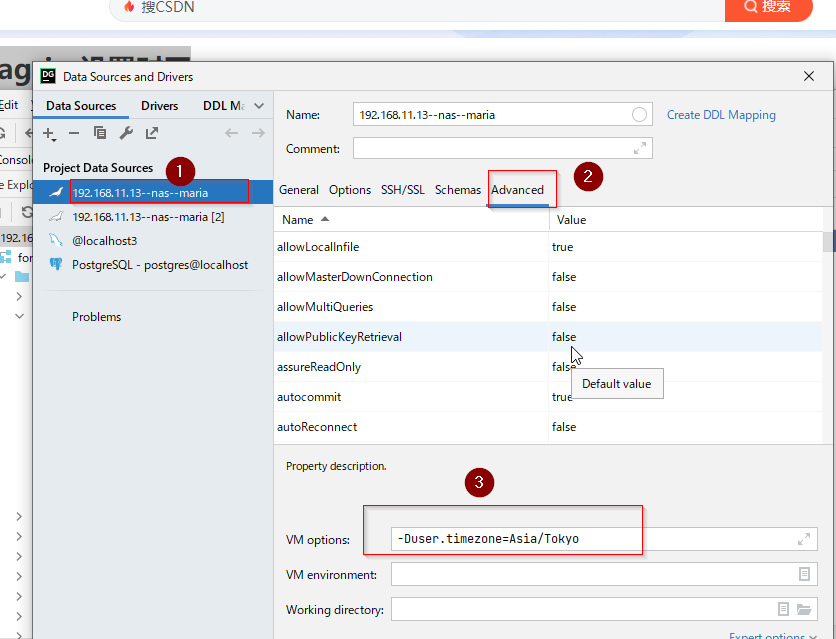 搜CSDN
搜索
DG Data Sources and Drivers
Edit
Data Sources Drivers DDL Ma
Name: 192.168.11.13--nas--maria Create DDL Mapping
Comment:
Consol
Project Data Sources
1
e Explo
192.168.11.13--nas--maria
General Options SSH/SSL Schemas Advanced
2
192.168.11.13--nas--maria [2]
Name Value
192.16
@localhost3
allowLocalInfile true
for
PostgreSQL - postgres@localhost
allowMasterDownConnection false
allowMultiQueries false
Problems
allowPublicKeyRetrieval false
assureReadOnly false
Default value
autocommit true
autoReconnect false
Property description.
3
VM options: -Duser.timezone=Asia/Tokyo
VM environment:
Working directory:
Expert options